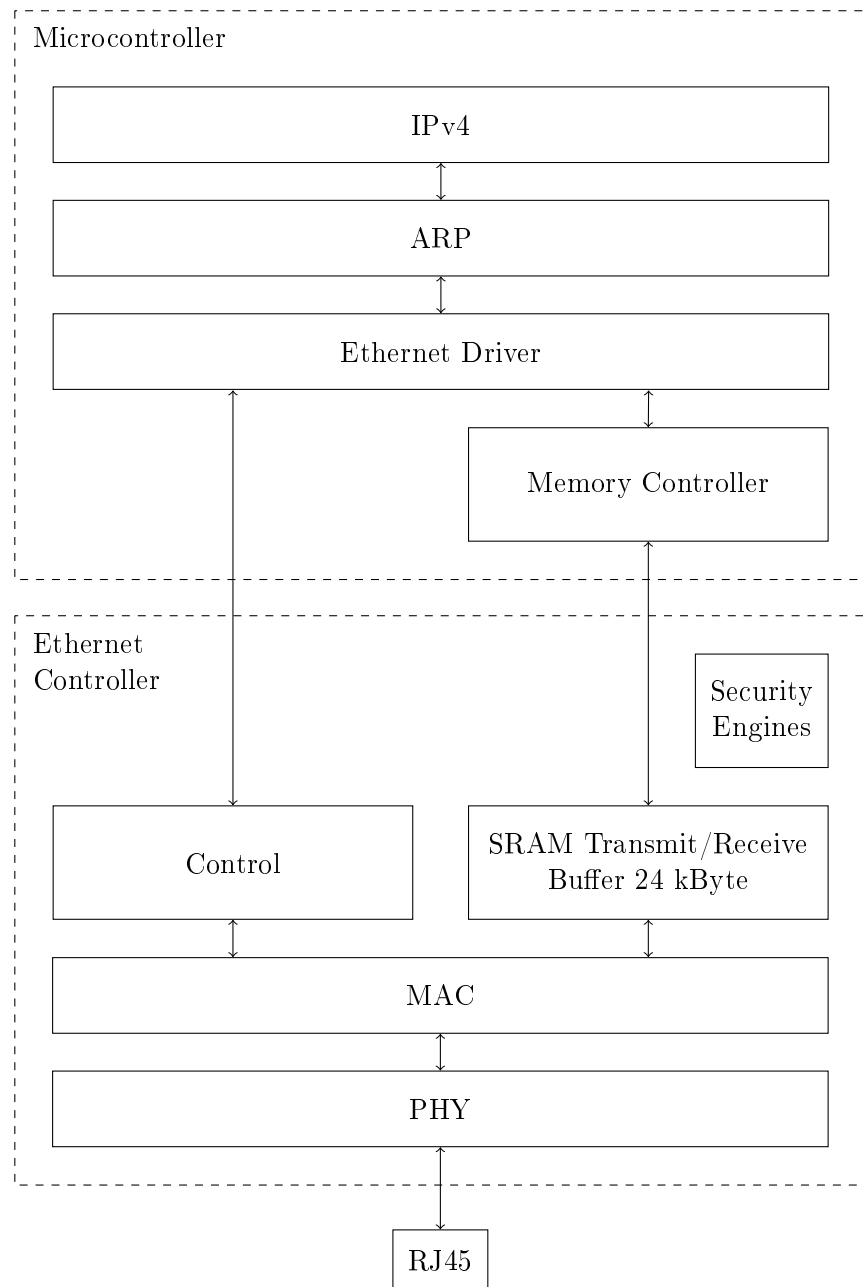 Microcontroller
IPv4
ARP
Ethernet Driver
Memory Controller
Ethernet
Controller
Security
Engines
Control
SRAM Transmit/Receive
Buffer 24 kByte
MAC
PHY
RJ45